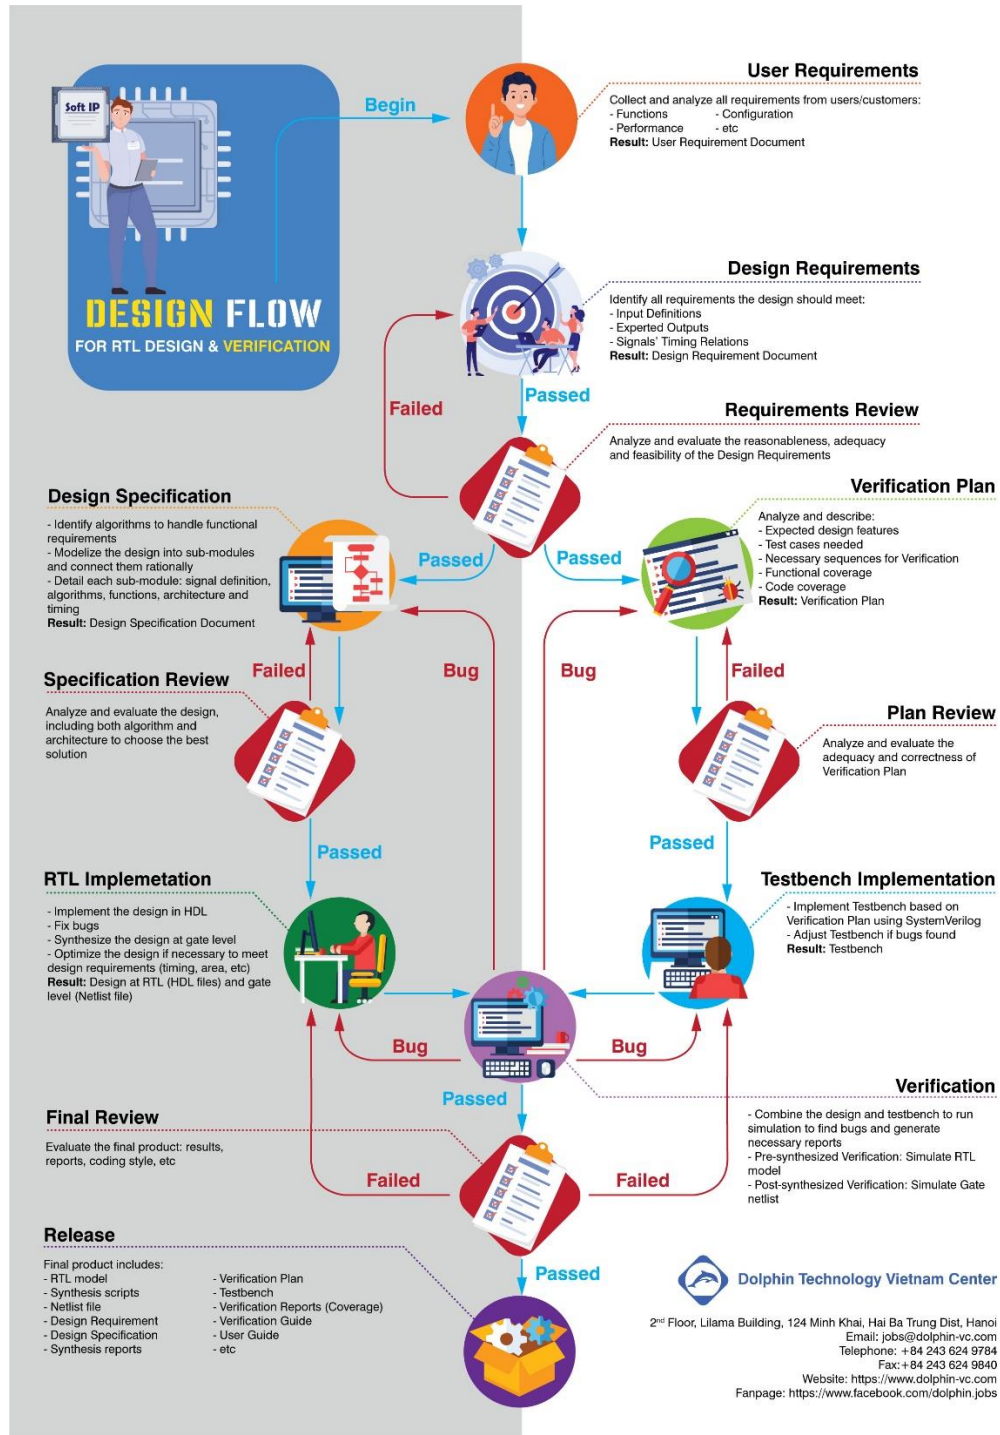 Soft IP
DESIGN FLOW
FOR RTL DESIGN & VERIFICATION
Begin
User Requirements
Collect and analyze all requirements from users/customers:
- Functions - Configuration
- Performance - etc
Result: User Requirement Document
Design Requirements
Identify all requirements the design should meet:
- Input Definitions
- Experted Outputs
- Signals' Timing Relations
Result: Design Requirement Document
Passed
Failed
Requirements Review
Analyze and evaluate the reasonableness, adequacy
and feasibility of the Design Requirements
Passed
Passed
Design Specification
- Identify algorithms to handle functional
requirements
- Modelize the design into sub-modules
and connect them rationally
- Detail each sub-module: signal definition,
algorithms, functions, architecture and
timing
Result: Design Specification Document
Verification Plan
Analyze and describe:
- Expected design features
- Test cases needed
- Necessary sequences for Verification
- Functional coverage
- Code coverage
Result: Verification Plan
Failed
Bug
Bug
Failed
Specification Review
Analyze and evaluate the design,
including both algorithm and
architecture to choose the best
solution
Plan Review
Analyze and evaluate the
adequacy and correctness of
Verification Plan
Passed
Passed
RTL Implemetation
- Implement the design in HDL
- Fix bugs
- Synthesize the design at gate level
- Optimize the design if necessary to meet
design requirements (timing, area, etc)
Result: Design at RTL (HDL files) and gate
level (Netlist file)
Testbench Implementation
- Implement Testbench based on
Verification Plan using SystemVerilog
- Adjust Testbench if bugs found
Result: Testbench
Bug
Bug
Passed
Verification
- Combine the design and testbench to run
simulation to find bugs and generate
necessary reports
- Pre-synthesized Verification: Simulate RTL
model
- Post-synthesized Verification: Simulate Gate
netlist
Final Review
Evaluate the final product: results,
reports, coding style, etc
Failed
Failed
Passed
Release
Final product includes:
- RTL model - Verification Plan
- Synthesis scripts - Testbench
- Netlist file - Verification Reports (Coverage)
- Design Requirement - Verification Guide
- Design Specification - User Guide
- Synthesis reports - etc
Dolphin Technology Vietnam Center
2nd Floor, Lilama Building, 124 Minh Khai, Hai Ba Trung Dist, Hanoi
Email: jobs@dolphin-vc.com
Telephone: +84 243 624 9784
Fax:+84 243 624 9840
Website: https://www.dolphin-vc.com
Fanpage: https://www.facebook.com/dolphin.jobs